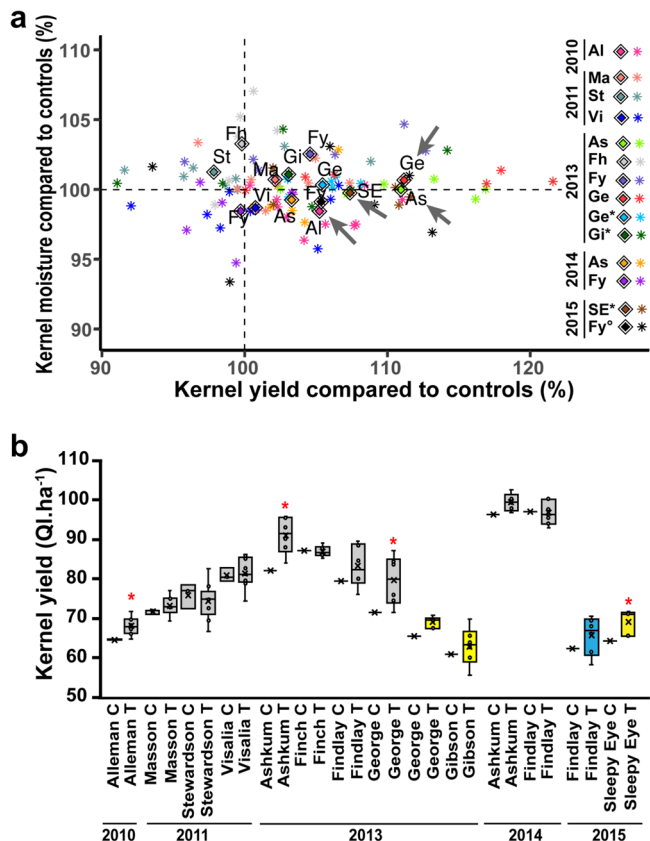 a
Kernel moisture compared to controls (%)
110
105
100
95
90
90
100
110
120
Kernel yield compared to controls (%)
Fh
St
Ma
Gi
Fy
Ge
Ge
Vi
Fy
SE
As
Fy
As
Al
2010
Al
2011
Ma
St
Vi
2013
As
Fh
Fy
Ge
Ge*
Gi*
2014
As
Fy
2015
SE*
Fy°
b
Kernel yield (Ql.ha⁻¹)
110
100
90
80
70
60
50
* * * *
Alleman C
Alleman T
Masson C
Masson T
Stewardson C
Stewardson T
Visalia C
Visalia T
Ashkum C
Ashkum T
Finch C
Finch T
Findlay C
Findlay T
George C
George T
George C
George T
Gibson C
Gibson T
Ashkum C
Ashkum T
Findlay C
Findlay T
Findlay C
Findlay T
Sleepy Eye C
Sleepy Eye T
2010 2011 2013 2014 2015